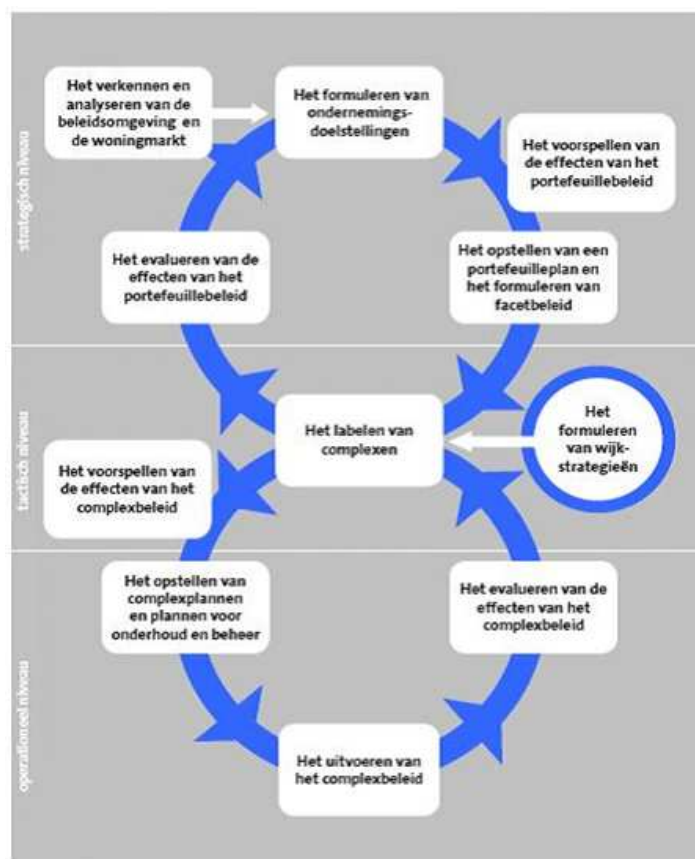 strategisch niveau
Het verkennen en
analyseren van de
beleidsomgeving en
de woningmarkt
Het formuleren van
ondernemings-
doelstellingen
Het voorspellen van
de effecten van het
portefeuillebeleid
Het evalueren van de
effecten van het
portefeuillebeleid
Het opstellen van een
portefeuilleplan en
het formuleren van
facetbeleid
tactisch niveau
Het labelen van
complexen
Het
formuleren
van wijk-
strategieën
Het voorspellen van
de effecten van het
complexbeleid
operationeel niveau
Het opstellen van
complexplannen
en plannen voor
onderhoud en beheer
Het evalueren van de
effecten van het
complexbeleid
Het uitvoeren van
het complexbeleid